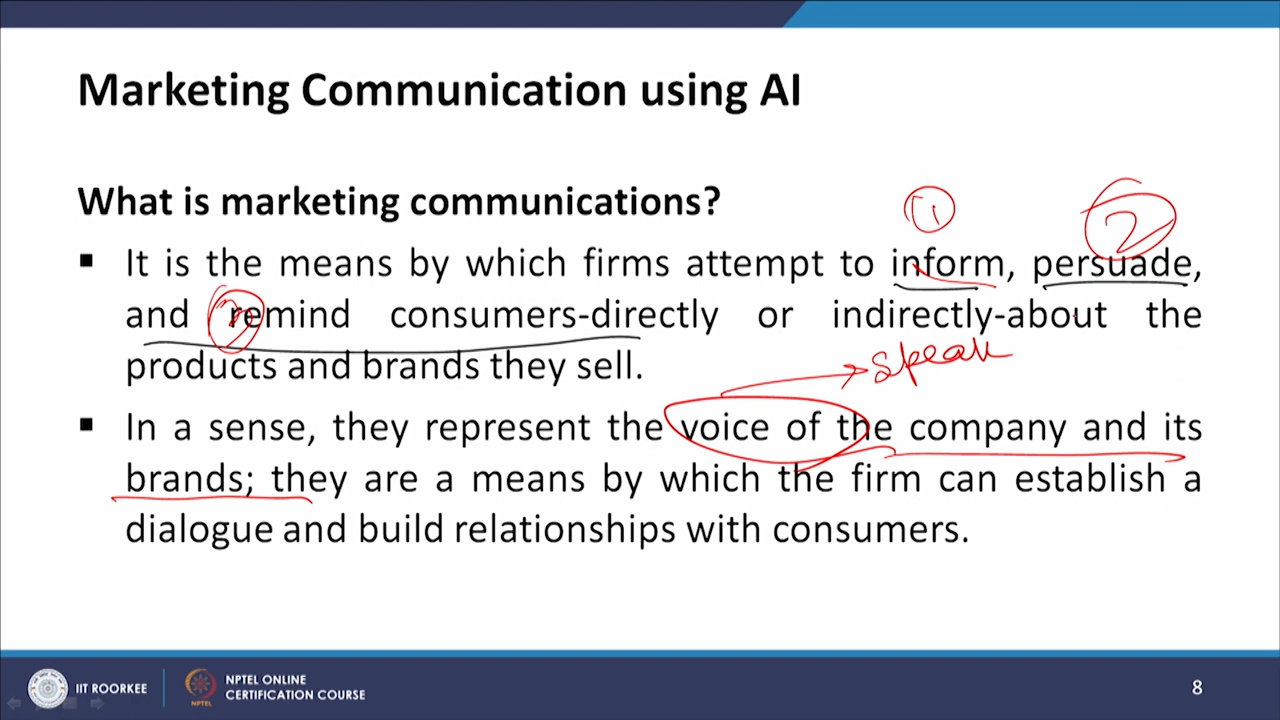 Marketing Communication using AI
What is marketing communications?
1 2
▪ It is the means by which firms attempt to inform, persuade,
3
and remind consumers-directly or indirectly-about the
products and brands they sell.
speak
▪ In a sense, they represent the voice of the company and its
brands; they are a means by which the firm can establish a
dialogue and build relationships with consumers.
IIT ROORKEE
NPTEL ONLINE
CERTIFICATION COURSE
NPTEL
8